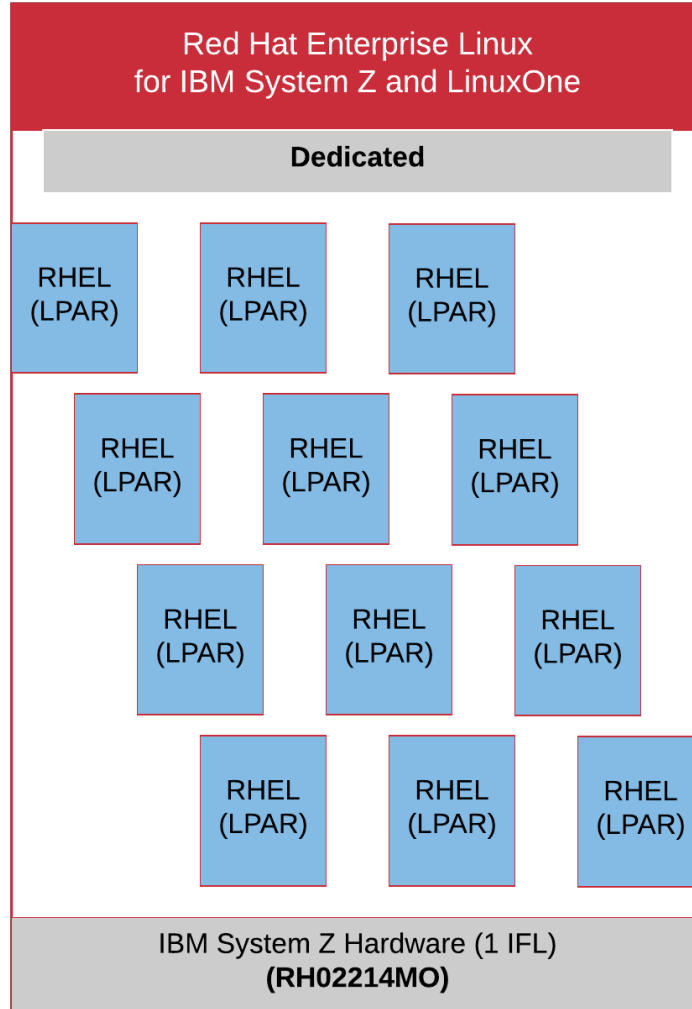 Red Hat Enterprise Linux
for IBM System Z and LinuxOne
Dedicated
RHEL
(LPAR)
RHEL
(LPAR)
RHEL
(LPAR)
RHEL
(LPAR)
RHEL
(LPAR)
RHEL
(LPAR)
RHEL
(LPAR)
RHEL
(LPAR)
RHEL
(LPAR)
RHEL
(LPAR)
RHEL
(LPAR)
RHEL
(LPAR)
IBM System Z Hardware (1 IFL)
(RH02214MO)